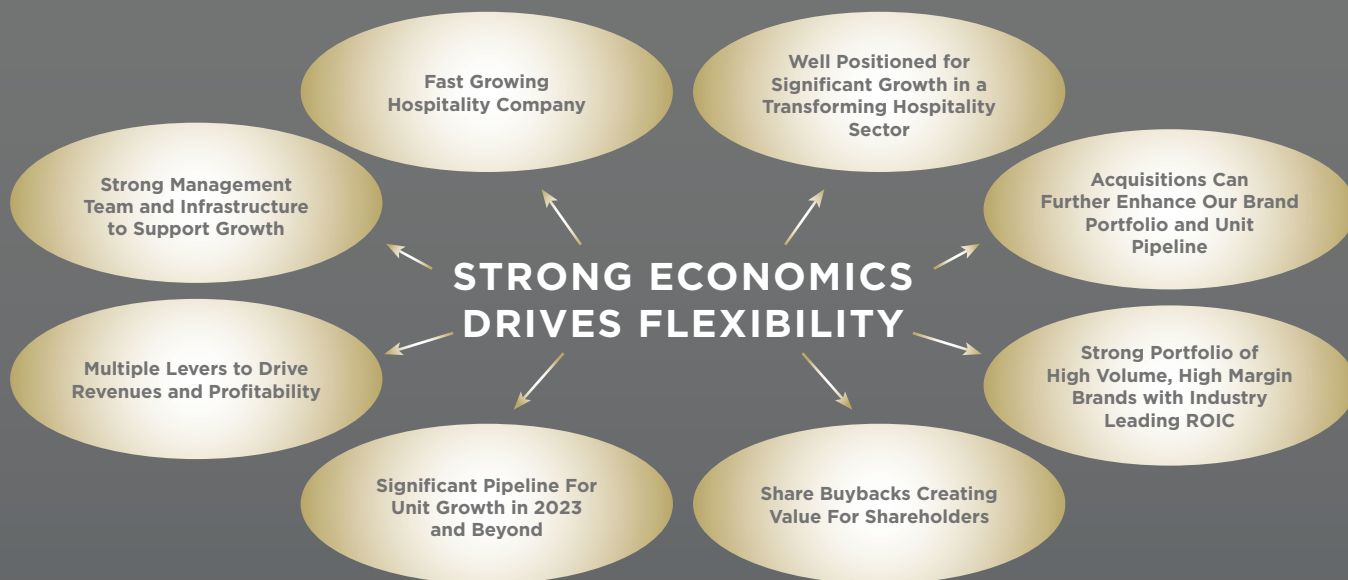 Fast Growing
Hospitality Company
Well Positioned for
Significant Growth in a
Transforming Hospitality
Sector
Strong Management
Team and Infrastructure
to Support Growth
Acquisitions Can
Further Enhance Our Brand
Portfolio and Unit
Pipeline
STRONG ECONOMICS
DRIVES FLEXIBILITY
Multiple Levers to Drive
Revenues and Profitability
Strong Portfolio of
High Volume, High Margin
Brands with Industry
Leading ROIC
Significant Pipeline For
Unit Growth in 2023
and Beyond
Share Buybacks Creating
Value For Shareholders